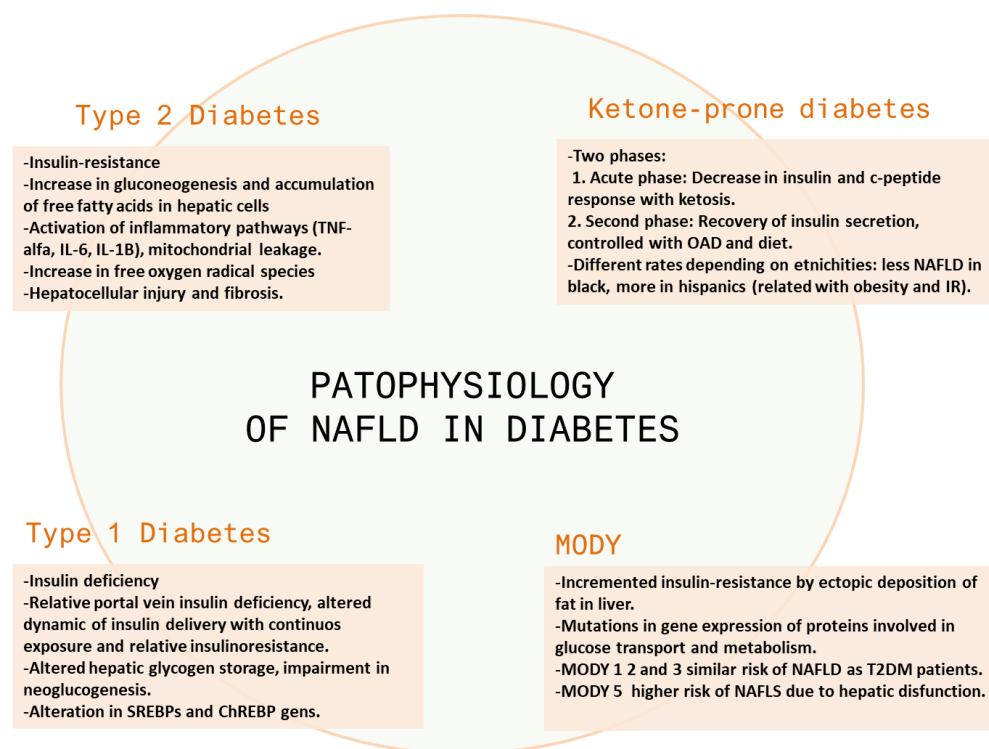 Type 2 Diabetes
-Insulin-resistance
-Increase in gluconeogenesis and accumulation
of free fatty acids in hepatic cells
-Activation of inflammatory pathways (TNF-
alfa, IL-6, IL-1B), mitochondrial leakage.
-Increase in free oxygen radical species
-Hepatocellular injury and fibrosis.
Ketone-prone diabetes
-Two phases:
1. Acute phase: Decrease in insulin and c-peptide
response with ketosis.
2. Second phase: Recovery of insulin secretion,
controlled with OAD and diet.
-Different rates depending on etnichities: less NAFLD in
black, more in hispanics (related with obesity and IR).
PATOPHYSIOLOGY
OF NAFLD IN DIABETES
Type 1 Diabetes
-Insulin deficiency
-Relative portal vein insulin deficiency, altered
dynamic of insulin delivery with continuos
exposure and relative insulinoresistance.
-Altered hepatic glycogen storage, impairment in
neoglucogenesis.
-Alteration in SREBPs and ChREBP gens.
MODY
-Incremented insulin-resistance by ectopic deposition of
fat in liver.
-Mutations in gene expression of proteins involved in
glucose transport and metabolism.
-MODY 1 2 and 3 similar risk of NAFLD as T2DM patients.
-MODY 5 higher risk of NAFLS due to hepatic disfunction.